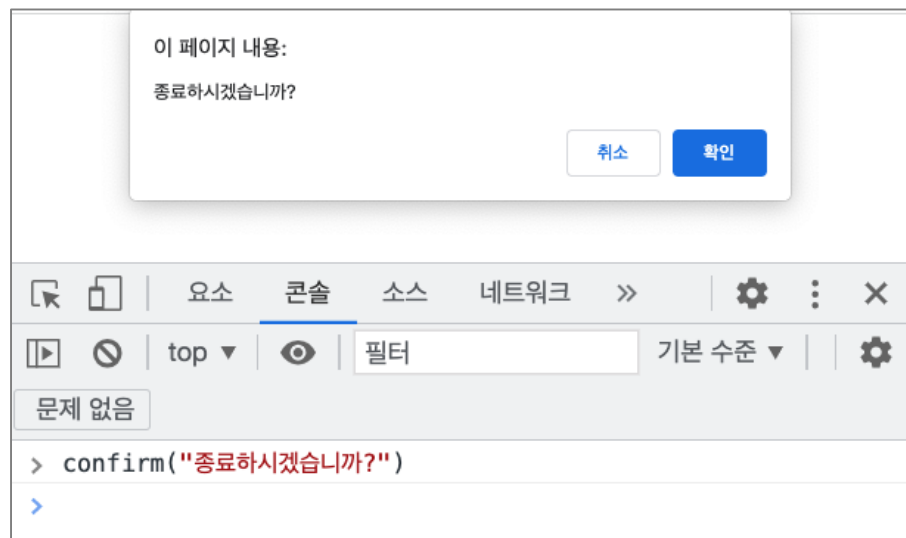 이 페이지 내용:
종료하시겠습니까?
취소 확인
요소 콘솔 소스 네트워크 »
top ▼ 필터 기본 수준 ▼
문제 없음
> confirm("종료하시겠습니까?")
>